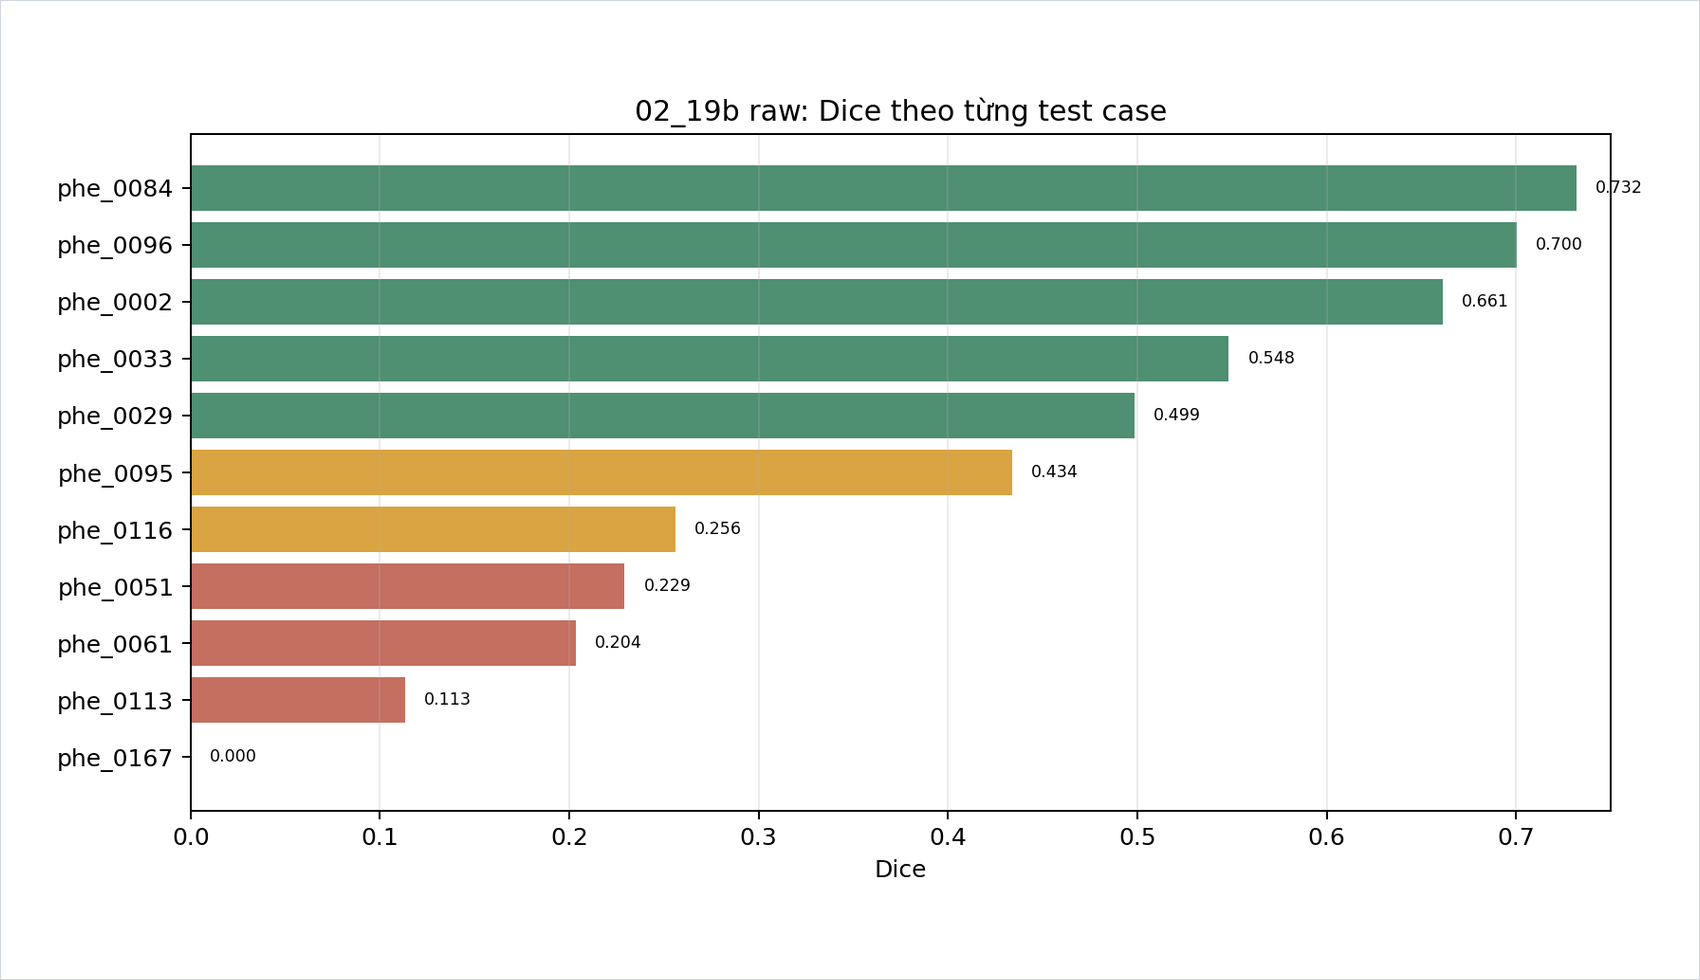 02_19b raw: Dice theo từng test case
phe_0084 0.732
phe_0096 0.700
phe_0002 0.661
phe_0033 0.548
phe_0029 0.499
phe_0095 0.434
phe_0116 0.256
phe_0051 0.229
phe_0061 0.204
phe_0113 0.113
phe_0167 0.000
0.0 0.1 0.2 0.3 0.4 0.5 0.6 0.7
Dice